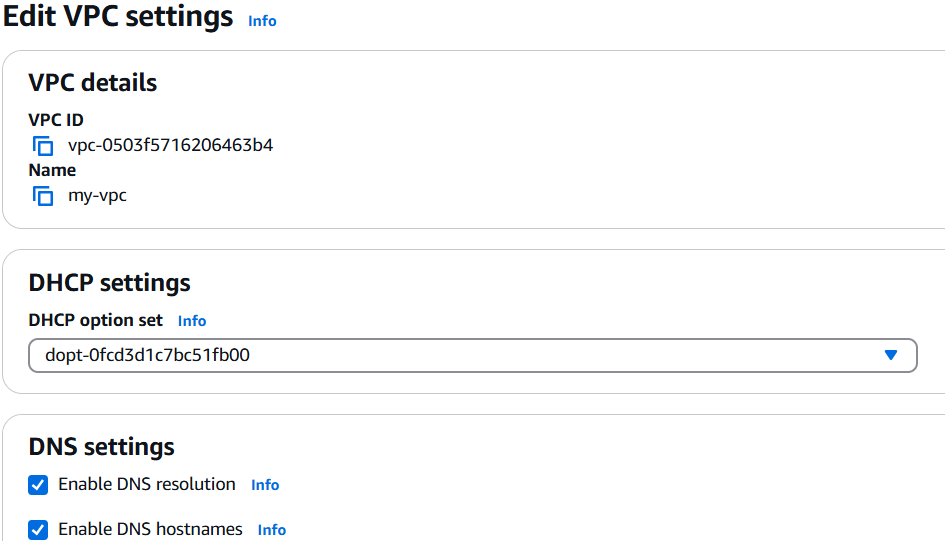 Edit VPC settings Info
VPC details
VPC ID
vpc-0503f5716206463b4
Name
my-vpc
DHCP settings
DHCP option set Info
dopt-0fcd3d1c7bc51fb00
DNS settings
Enable DNS resolution Info
Enable DNS hostnames Info